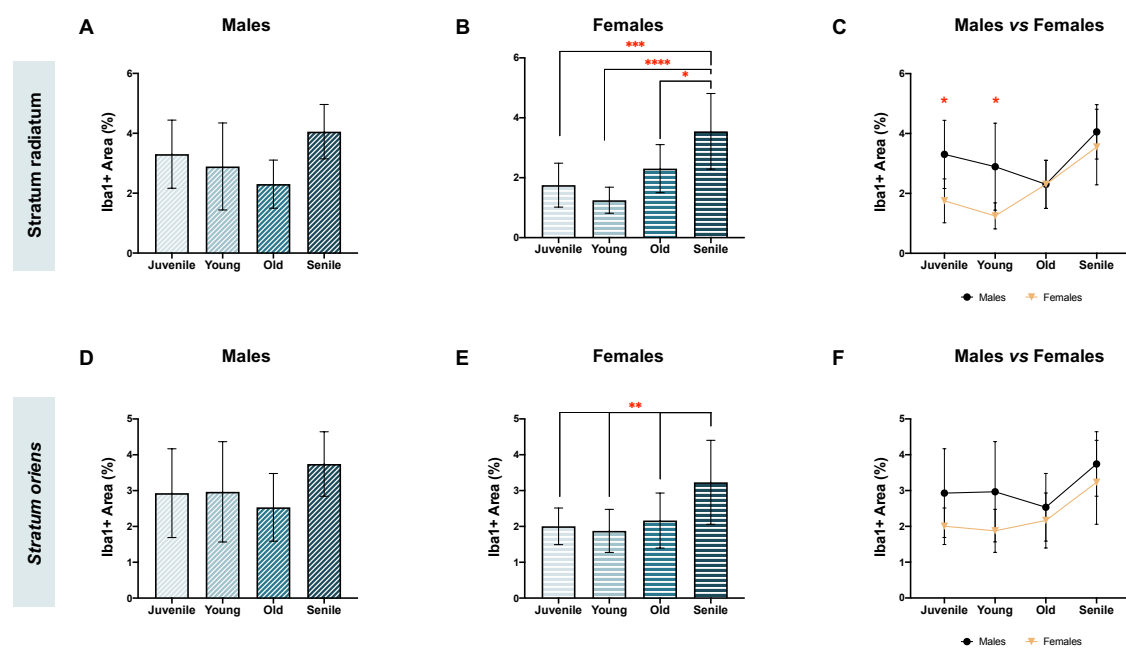 A
Males
B
Females
C
Males vs Females
Stratum radiatum
Iba1+ Area (%)
6
4
2
0
Juvenile Young Old Senile
***
****
*
Iba1+ Area (%)
6
4
2
0
Juvenile Young Old Senile
* *
Iba1+ Area (%)
6
4
2
0
Juvenile Young Old Senile
Males Females
D
Males
E
Females
F
Males vs Females
Stratum oriens
Iba1+ Area (%)
5
4
3
2
1
0
Juvenile Young Old Senile
**
Iba1+ Area (%)
5
4
3
2
1
0
Juvenile Young Old Senile
Iba1+ Area (%)
5
4
3
2
1
0
Juvenile Young Old Senile
Males Females